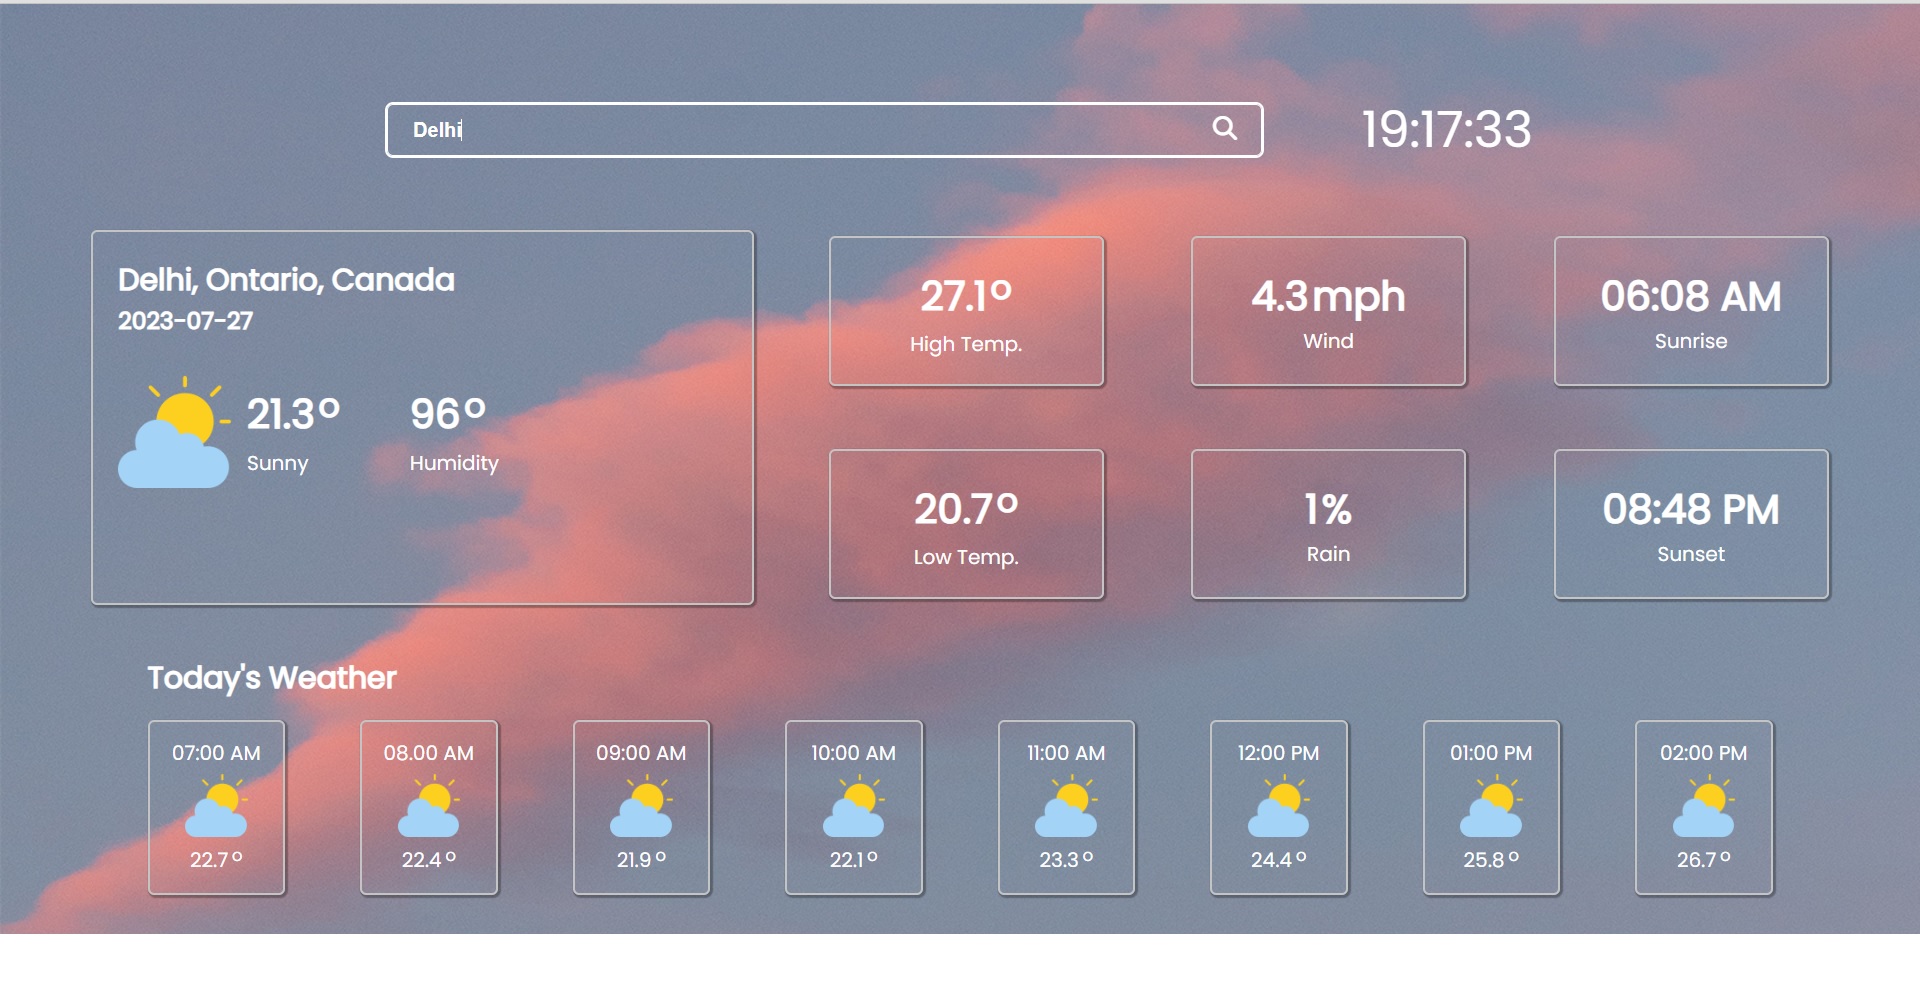 Delhi
19:17:33
Delhi, Ontario, Canada
2023-07-27
21.3°
Sunny
96°
Humidity
27.1°
High Temp.
4.3mph
Wind
06:08 AM
Sunrise
20.7°
Low Temp.
1%
Rain
08:48 PM
Sunset
Today's Weather
07:00 AM
22.7°
08.00 AM
22.4°
09:00 AM
21.9°
10:00 AM
22.1°
11:00 AM
23.3°
12:00 PM
24.4°
01:00 PM
25.8°
02:00 PM
26.7°